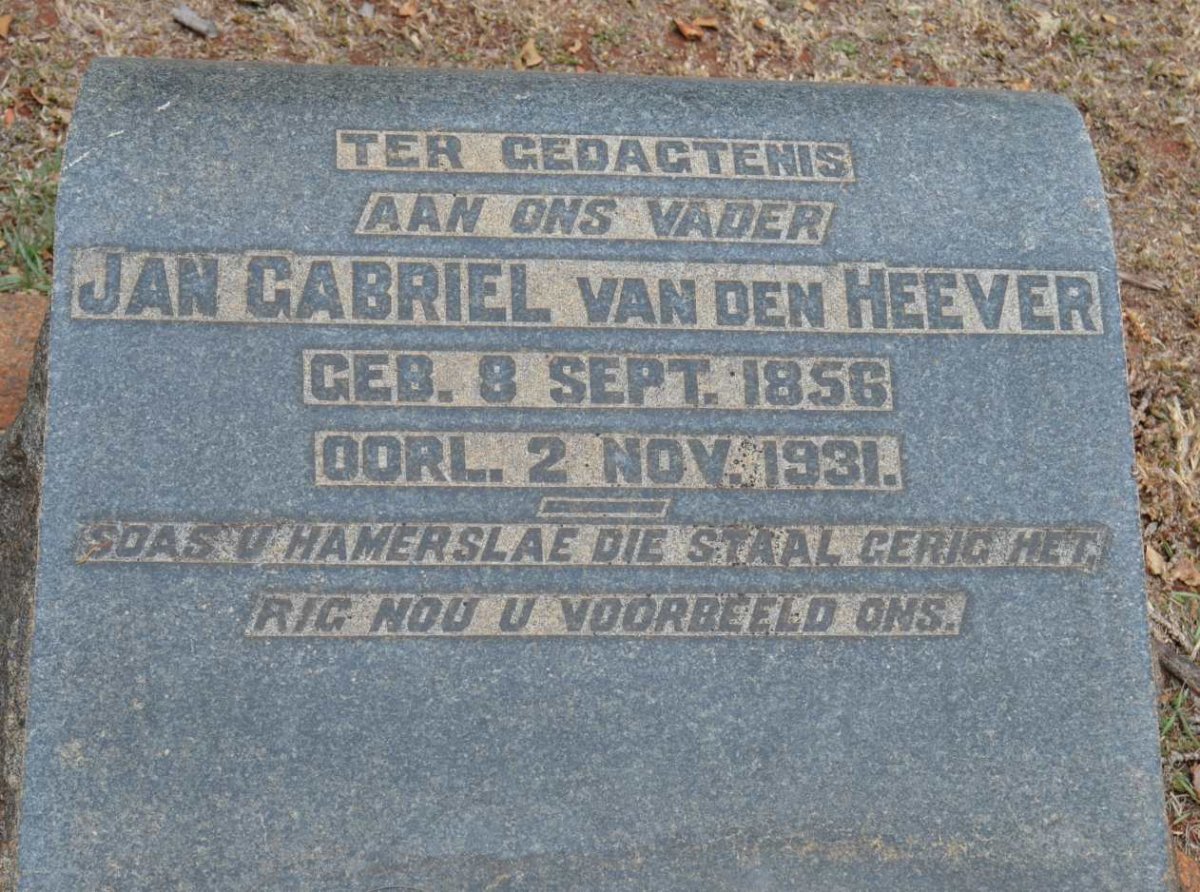 TER GEDAGTENIS
AAN ONS VADER
JAN GABRIEL VAN DEN HEEVER
GEB. 8 SEPT. 1856
OORL. 2 NOV. 1931.
SOAS U HAMERSLAE DIE STAAL GERIG HET,
RIG NOU U VOORBEELD ONS.